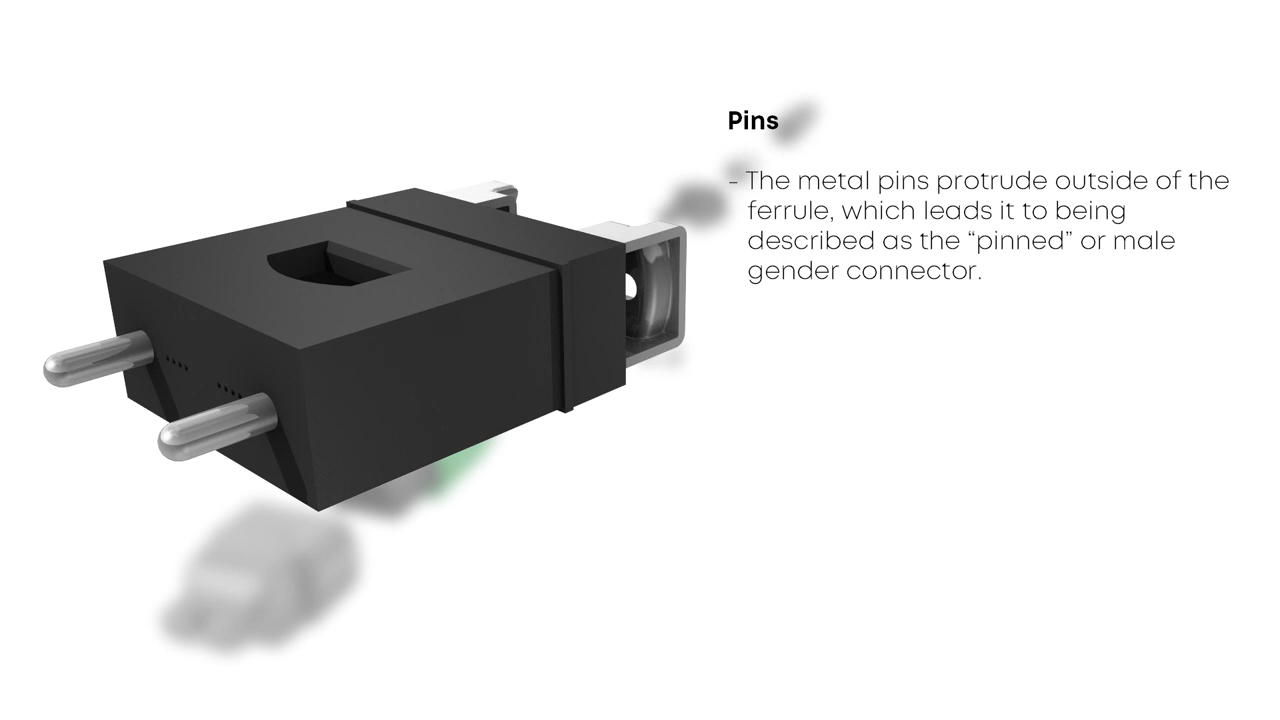 Pins
- The metal pins protrude outside of the
ferrule, which leads it to being
described as the “pinned” or male
gender connector.